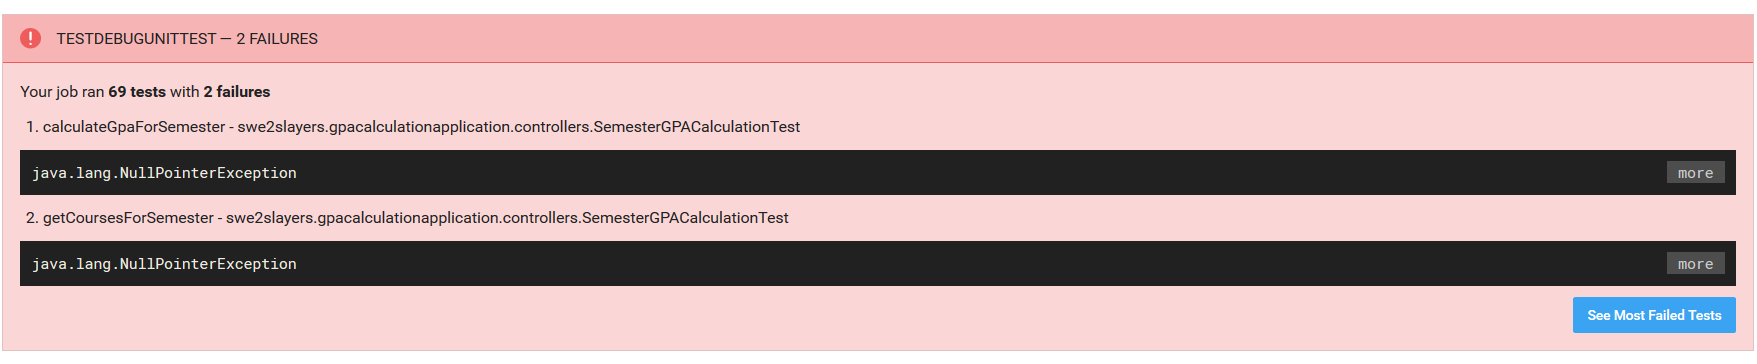 TESTDEBUGUNITTEST — 2 FAILURES
Your job ran 69 tests with 2 failures
1. calculateGpaForSemester - swe2slayers.gpacalculationapplication.controllers.SemesterGPACalculationTest
java.lang.NullPointerException more
2. getCoursesForSemester - swe2slayers.gpacalculationapplication.controllers.SemesterGPACalculationTest
java.lang.NullPointerException more
See Most Failed Tests